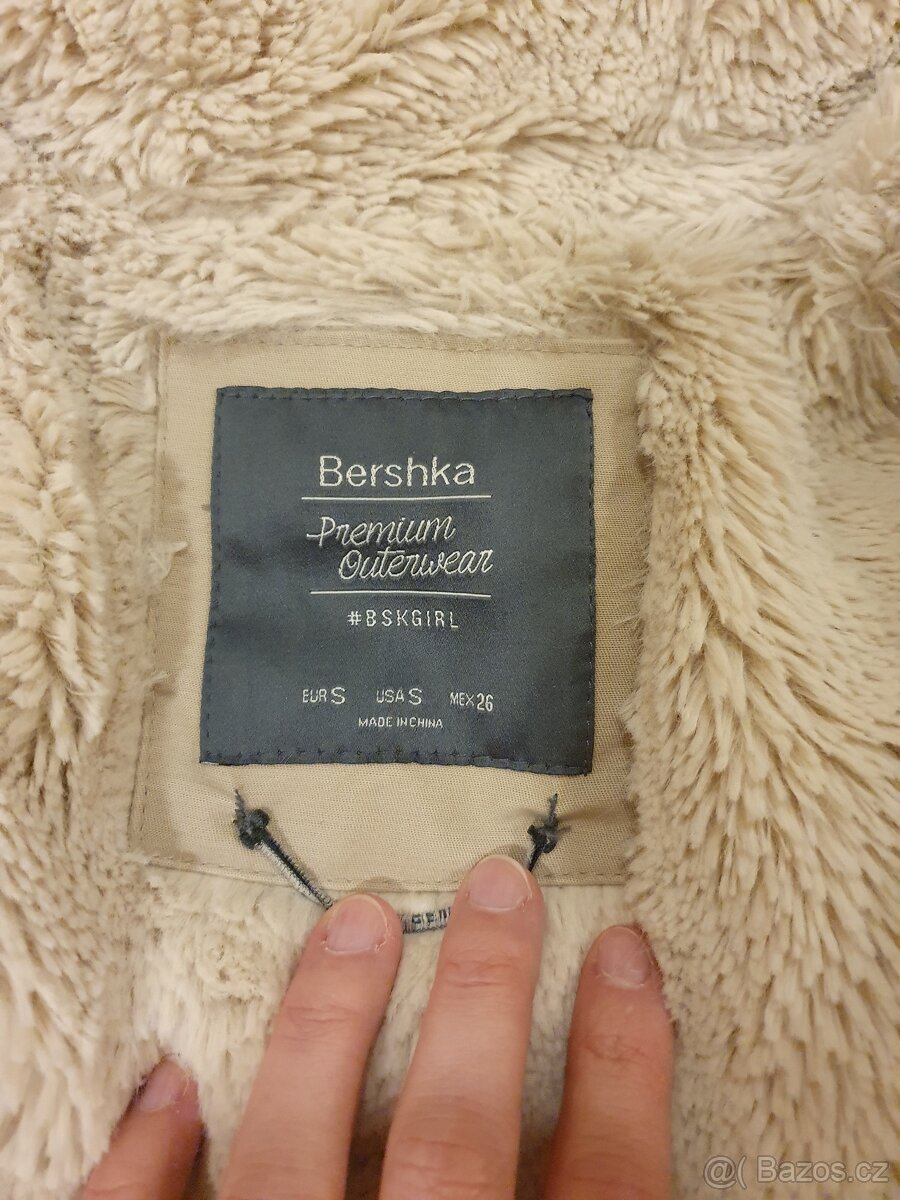 Bershka
Premium
Outerwear
#BSKGIRL
EUR S USA S MEX 26
MADE IN CHINA
@( Bazos.cz